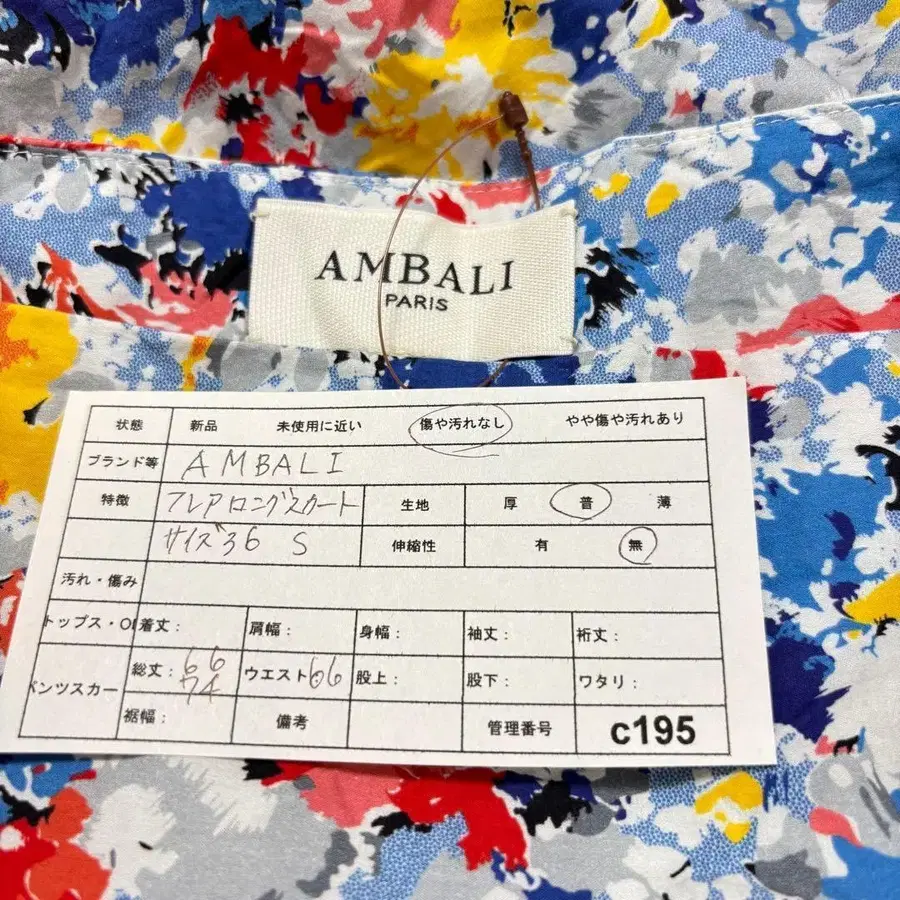 AMBALI
PARIS
状態 新品 未使用に近い 傷や汚れなし やや傷や汚れあり
ブランド等 AMBALI
特徴 フレアロングスカート 生地 厚 普 薄
サイズ36 S 伸縮性 有 無
汚れ・傷み
トップス・ 着丈: 肩幅: 身幅: 袖丈: 裄丈:
パンツスカー 総丈:66 74 ウエスト:66 股上: 股下: ワタリ:
裾幅: 備考 管理番号 c195